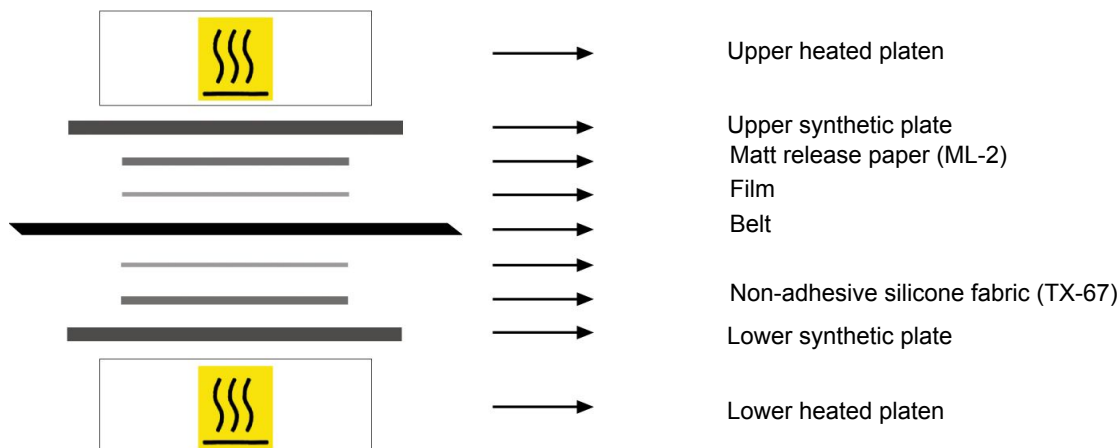 Upper heated platen
Upper synthetic plate
Matt release paper (ML-2)
Film
Belt
Non-adhesive silicone fabric (TX-67)
Lower synthetic plate
Lower heated platen